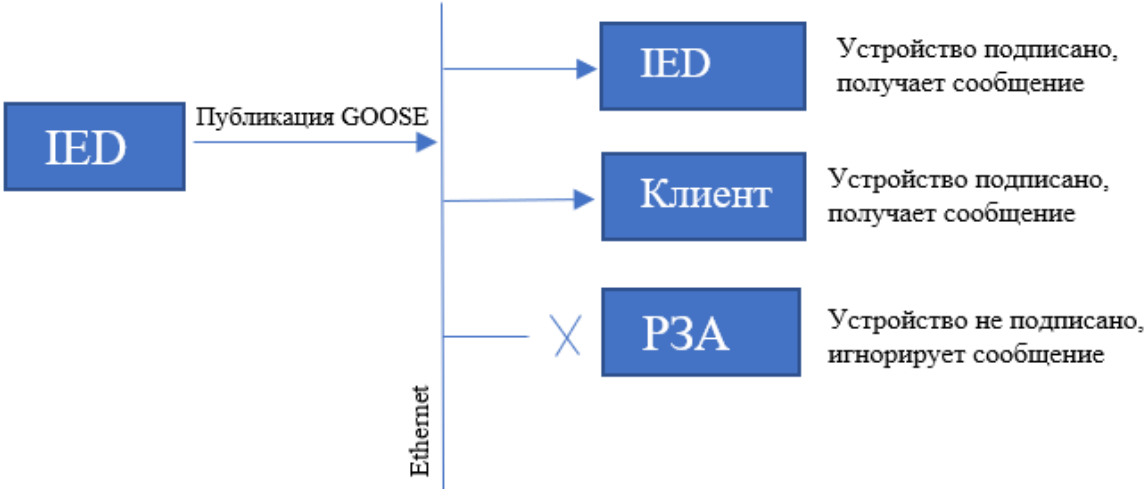 IED
Публикация GOOSE
Ethernet
IED
Устройство подписано,
получает сообщение
Клиент
Устройство подписано,
получает сообщение
РЗА
Устройство не подписано,
игнорирует сообщение